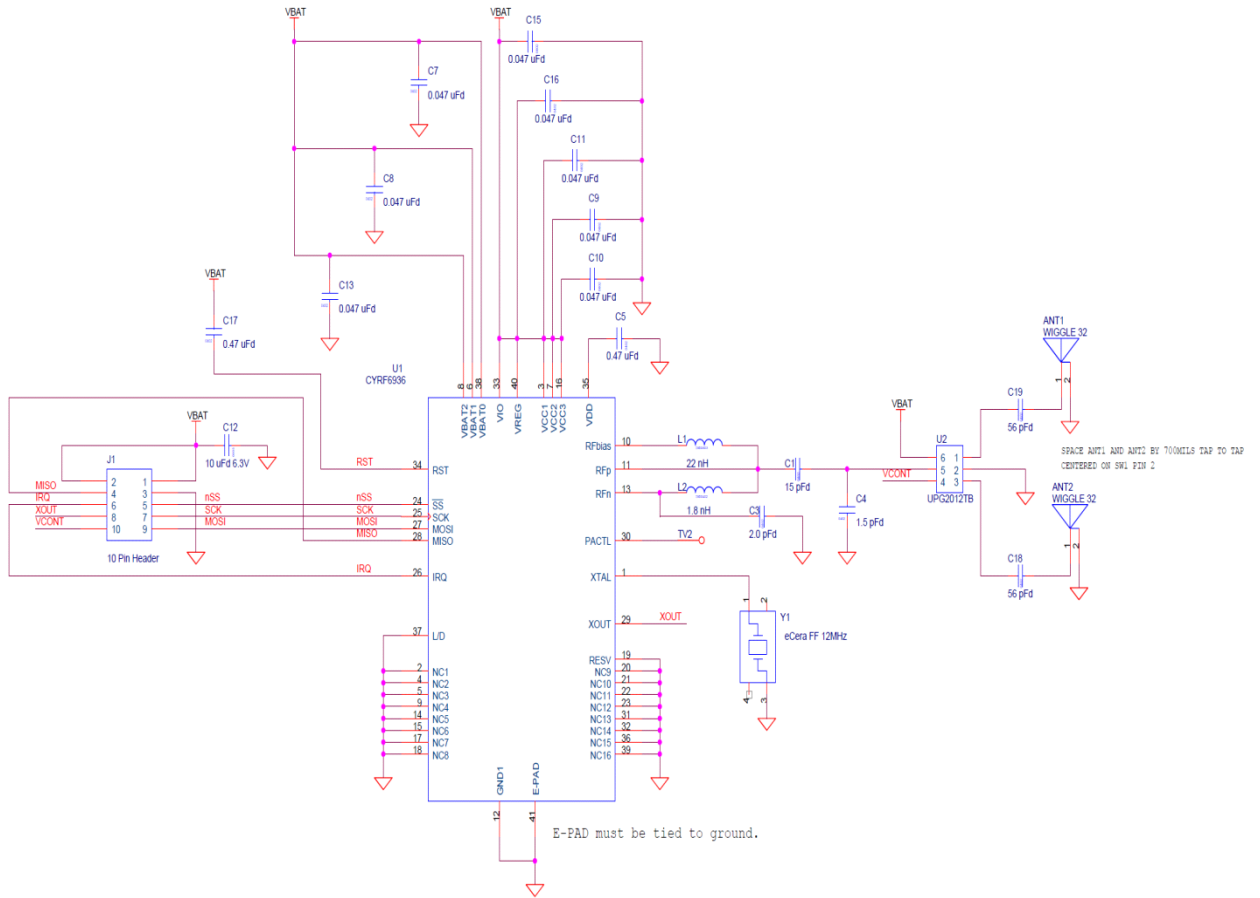 VBAT
C7
0.047 uFd
C8
0.047 uFd
C13
0.047 uFd
VBAT
C15
0.047 uFd
C16
0.047 uFd
C11
0.047 uFd
C9
0.047 uFd
C10
0.047 uFd
C5
0.47 uFd
VBAT
C17
0.47 uFd
U1
CYRF6936
8 6 38 33 40 3 7 16 35
VBAT2 VBAT1 VBAT0 VIO VREG VCC1 VCC2 VCC3 VDD
VBAT
C12
10 uFd 6.3V
J1
2 1
4 3
6 5
8 7
10 9
10 Pin Header
MISO
IRQ
XOUT
VCONT
nSS
SCK
MOSI
RST
nSS
SCK
MOSI
MISO
IRQ
34 RST
24 SS
25 SCK
27 MOSI
28 MISO
26 IRQ
37 L/D
2 NC1
4 NC2
5 NC3
9 NC4
14 NC5
15 NC6
17 NC7
18 NC8
RFbias 10
RFp 11
RFn 13
PACTL 30
XTAL 1
XOUT 29
RESV 19
NC9 20
NC10 21
NC11 22
NC12 23
NC13 31
NC14 32
NC15 36
NC16 39
GND1 E-PAD
12 41
E-PAD must be tied to ground.
L1
22 nH
L2
1.8 nH
C3
2.0 pFd
C1
15 pFd
C4
1.5 pFd
TV2
XOUT
1 2
Y1
eCera FF 12MHz
4 3
VBAT
VCONT
U2
6 1
5 2
4 3
UPG2012TB
C19
56 pFd
ANT1
WIGGLE 32
1 2
SPACE ANT1 AND ANT2 BY 700MILS TAP TO TAP
CENTERED ON SW1 PIN 2
ANT2
WIGGLE 32
1 2
C18
56 pFd